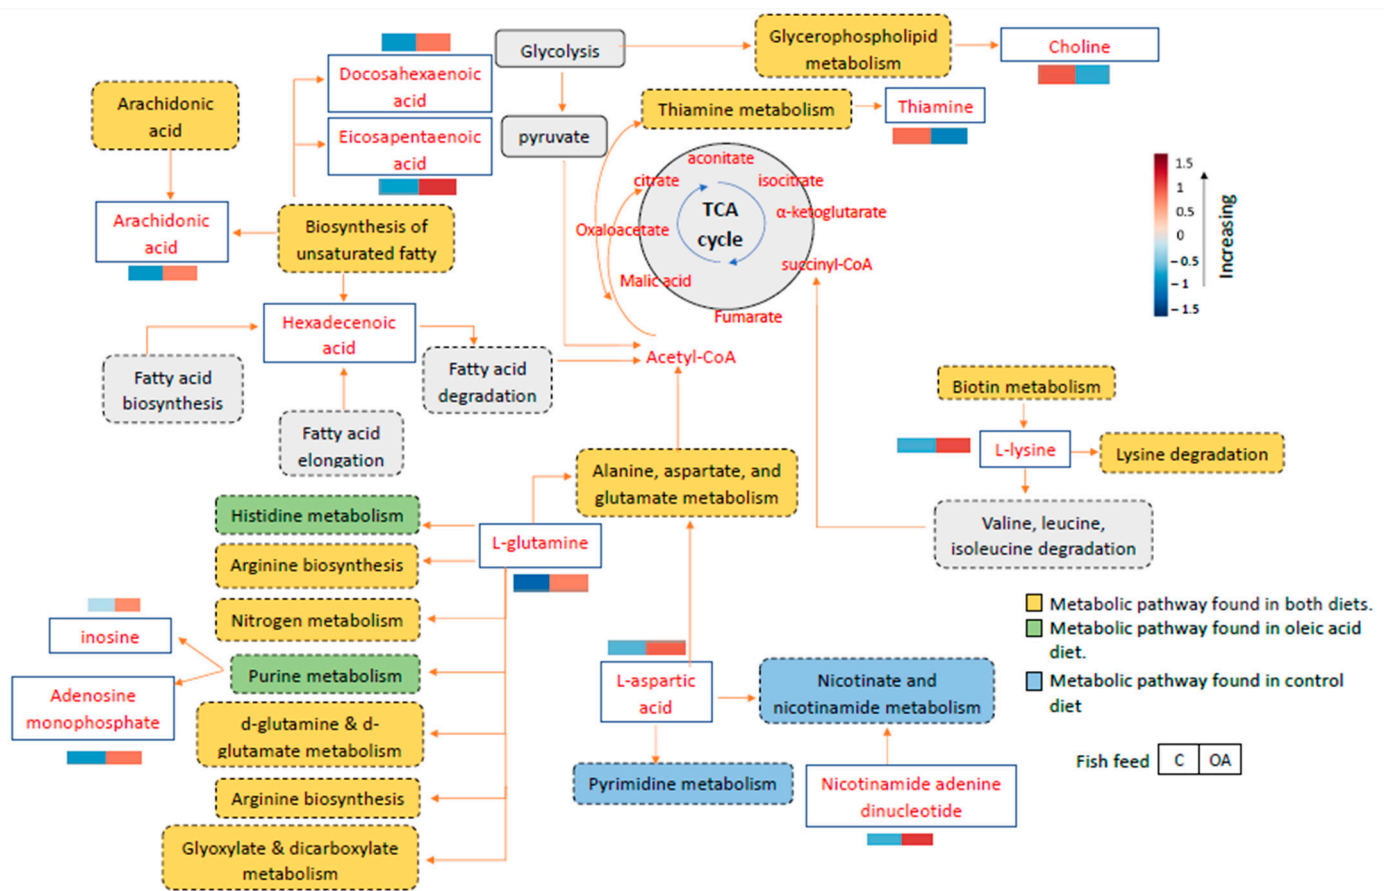 Glycolysis
Glycerophospholipid
metabolism
Choline
Docosahexaenoic
acid
Arachidonic
acid
Thiamine metabolism
Thiamine
Eicosapentaenoic
acid
pyruvate
aconitate
citrate
isocitrate
TCA
cycle
α-ketoglutarate
Oxaloacetate
succinyl-CoA
Malic acid
Fumarate
1.5
1
0.5
0
- 0.5
- 1
- 1.5
Increasing
Arachidonic
acid
Biosynthesis of
unsaturated fatty
Hexadecenoic
acid
Fatty acid
biosynthesis
Fatty acid
degradation
Acetyl-CoA
Fatty acid
elongation
Biotin metabolism
L-lysine
Lysine degradation
Alanine, aspartate, and
glutamate metabolism
Valine, leucine,
isoleucine degradation
Histidine metabolism
L-glutamine
Arginine biosynthesis
Nitrogen metabolism
inosine
Purine metabolism
Adenosine
monophosphate
d-glutamine & d-
glutamate metabolism
Arginine biosynthesis
Glyoxylate & dicarboxylate
metabolism
L-aspartic
acid
Nicotinate and
nicotinamide metabolism
Pyrimidine metabolism
Nicotinamide adenine
dinucleotide
Metabolic pathway found in both diets.
Metabolic pathway found in oleic acid
diet.
Metabolic pathway found in control
diet
Fish feed C OA